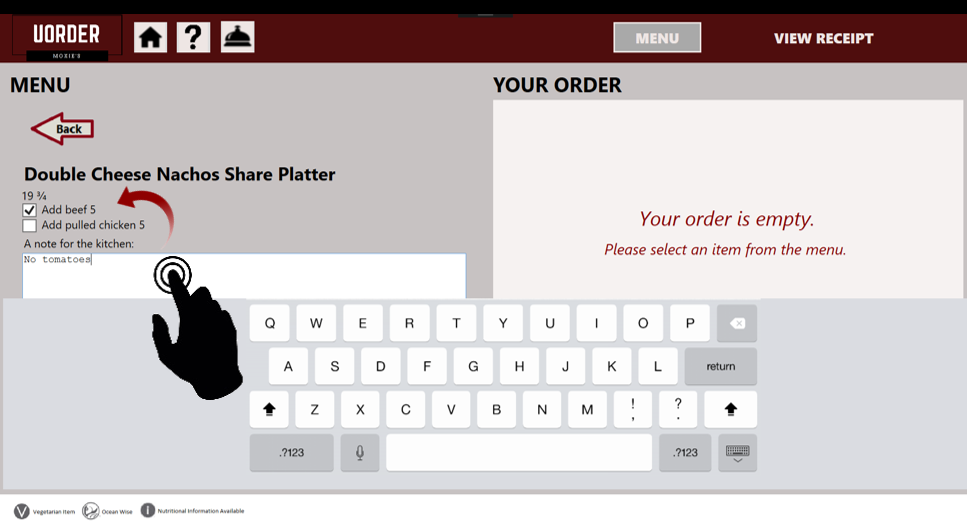 UORDER
MOXIE'S
?
MENU
VIEW RECEIPT
MENU
YOUR ORDER
Back
Double Cheese Nachos Share Platter
19 ¾
Add beef 5
Add pulled chicken 5
A note for the kitchen:
No tomatoes
Your order is empty.
Please select an item from the menu.
Q W E R T Y U I O P
A S D F G H J K L return
Z X C V B N M ! , ? .
.?123 .?123
V Vegetarian Item Ocean Wise i Nutritional Information Available